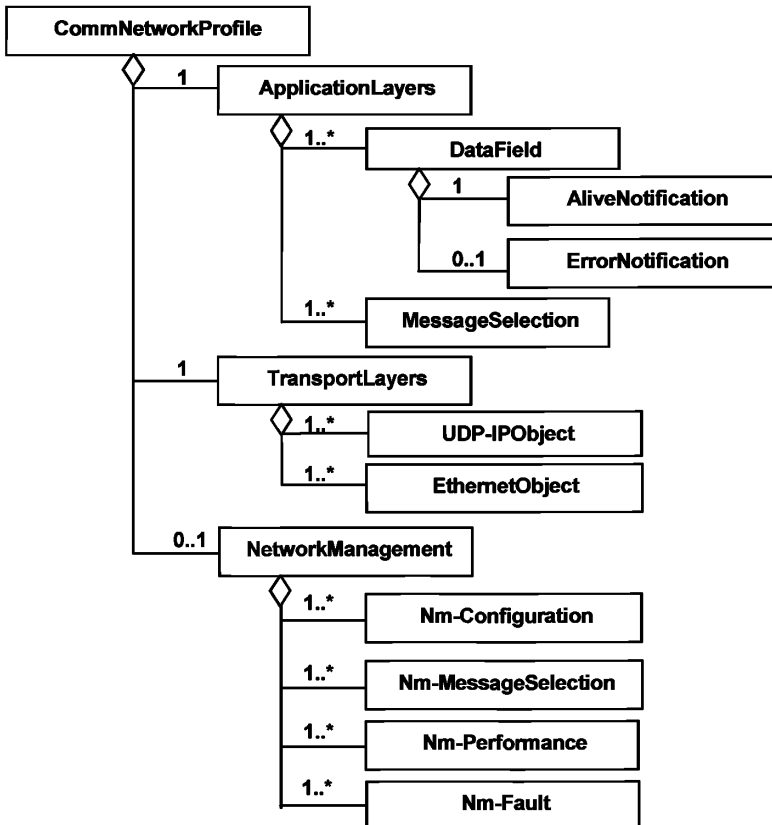 CommNetworkProfile
1
ApplicationLayers
1..*
DataField
1
AliveNotification
0..1
ErrorNotification
1..*
MessageSelection
1
TransportLayers
1..*
UDP-IPObject
1..*
EthernetObject
0..1
NetworkManagement
1..*
Nm-Configuration
1..*
Nm-MessageSelection
1..*
Nm-Performance
1..*
Nm-Fault